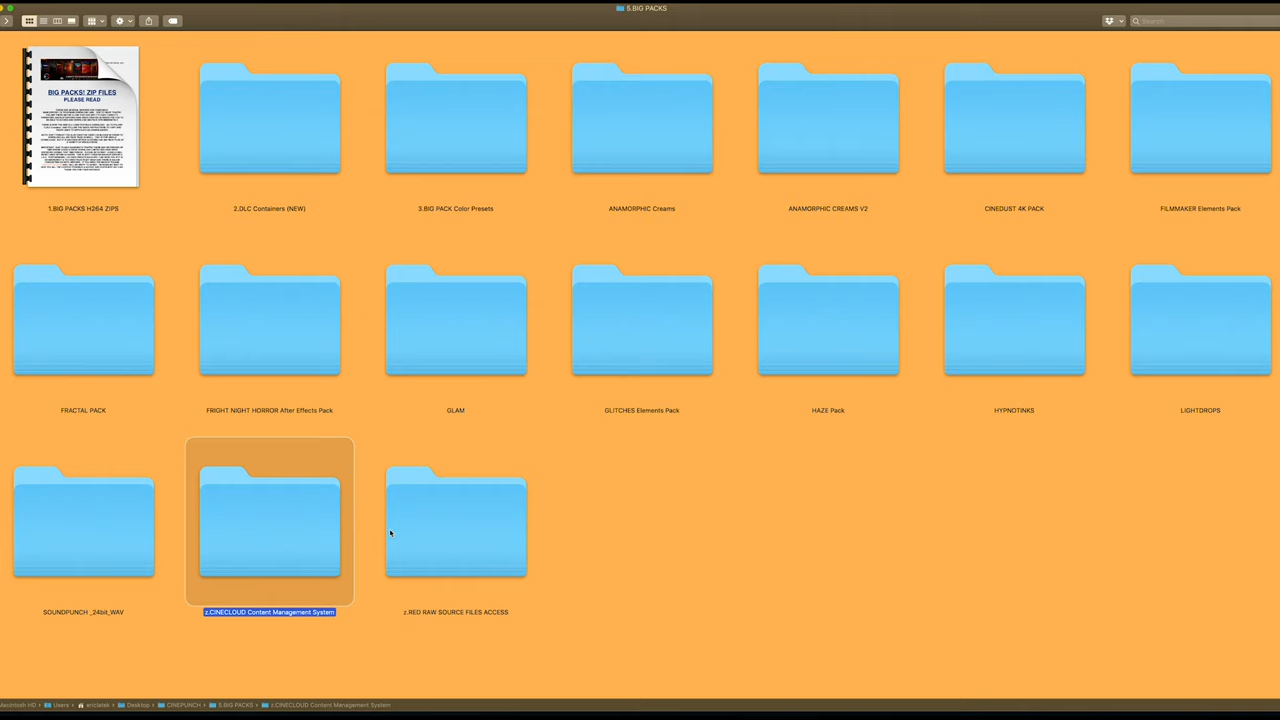 5.BIG PACKS
Search
BIG PACKS! ZIP FILES
PLEASE READ
1.BIG PACKS H264 ZIPS
2.DLC Containers (NEW)
3.BIG PACK Color Presets
ANAMORPHIC Creams
ANAMORPHIC CREAMS V2
CINEDUST 4K PACK
FILMMAKER Elements Pack
FRACTAL PACK
FRIGHT NIGHT HORROR After Effects Pack
GLAM
GLITCHES Elements Pack
HAZE Pack
HYPNOTINKS
LIGHTDROPS
SOUNDPUNCH _24bit_WAV
z.CINECLOUD Content Management System
z.RED RAW SOURCE FILES ACCESS
Macintosh HD Users ericlatek Desktop CINEPUNCH 5.BIG PACKS z.CINECLOUD Content Management System